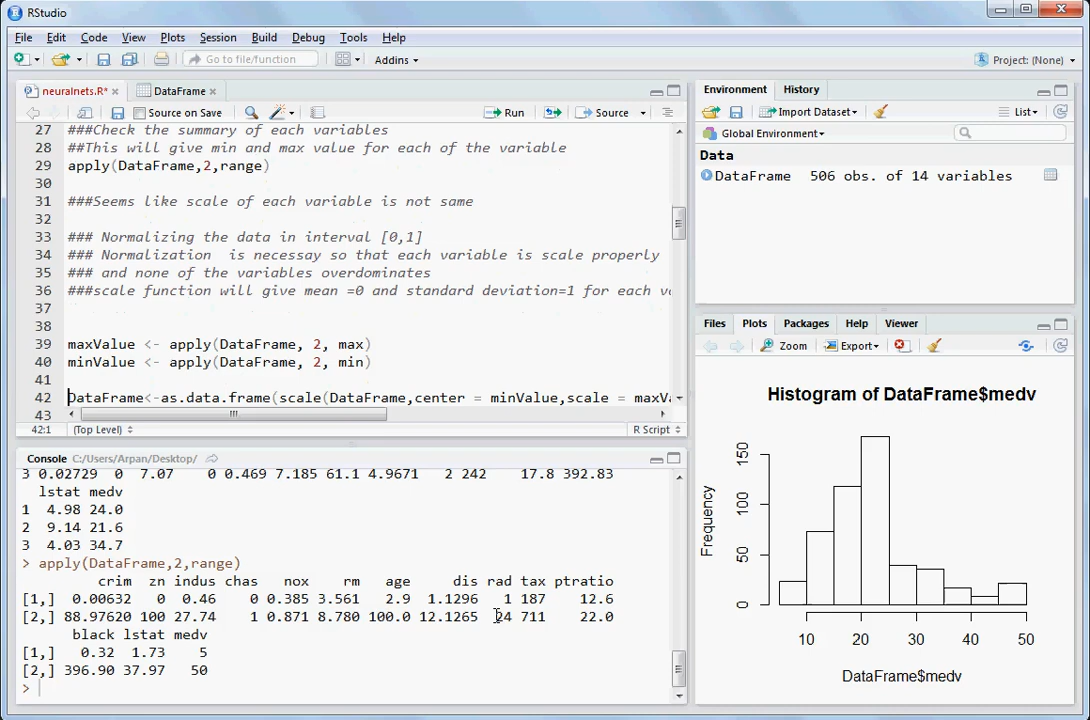 RStudio
File Edit Code View Plots Session Build Debug Tools Help
Go to file/function Addins Project: (None)
neuralnets.R* DataFrame
Source on Save Run Source
27 ###Check the summary of each variables
28 ##This will give min and max value for each of the variable
29 apply(DataFrame,2,range)
30
31 ###Seems like scale of each variable is not same
32
33 ### Normalizing the data in interval [0,1]
34 ### Normalization  is necessay so that each variable is scale properly
35 ### and none of the variables overdominates
36 ###scale function will give mean =0 and standard deviation=1 for each va
37
38
39 maxValue <- apply(DataFrame, 2, max)
40 minValue <- apply(DataFrame, 2, min)
41
42 DataFrame<-as.data.frame(scale(DataFrame,center = minValue,scale = maxVa
43
42:1 (Top Level) R Script
Console C:/Users/Arpan/Desktop/
3 0.02729 0 7.07 0 0.469 7.185 61.1 4.9671 2 242 17.8 392.83
lstat medv
1 4.98 24.0
2 9.14 21.6
3 4.03 34.7
> apply(DataFrame,2,range)
crim zn indus chas nox rm age dis rad tax ptratio
[1,] 0.00632 0 0.46 0 0.385 3.561 2.9 1.1296 1 187 12.6
[2,] 88.97620 100 27.74 1 0.871 8.780 100.0 12.1265 24 711 22.0
black lstat medv
[1,] 0.32 1.73 5
[2,] 396.90 37.97 50
>
Environment History
Import Dataset List
Global Environment
Data
DataFrame 506 obs. of 14 variables
Files Plots Packages Help Viewer
Zoom Export
Histogram of DataFrame$medv
Frequency
150
100
50
0
10 20 30 40 50
DataFrame$medv